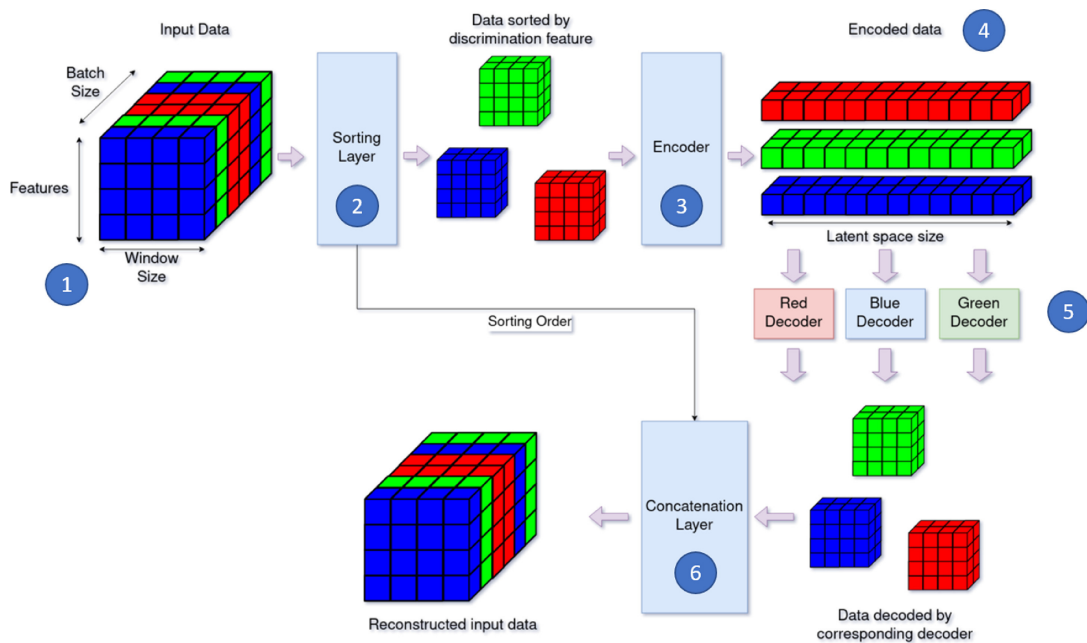 Input Data
Data sorted by
discrimination feature
Encoded data
4
Batch
Size
Sorting
Layer
2
Encoder
3
Features
Window
Size
1
Latent space size
Red
Decoder
Blue
Decoder
Green
Decoder
5
Sorting Order
Concatenation
Layer
6
Reconstructed input data
Data decoded by
corresponding decoder